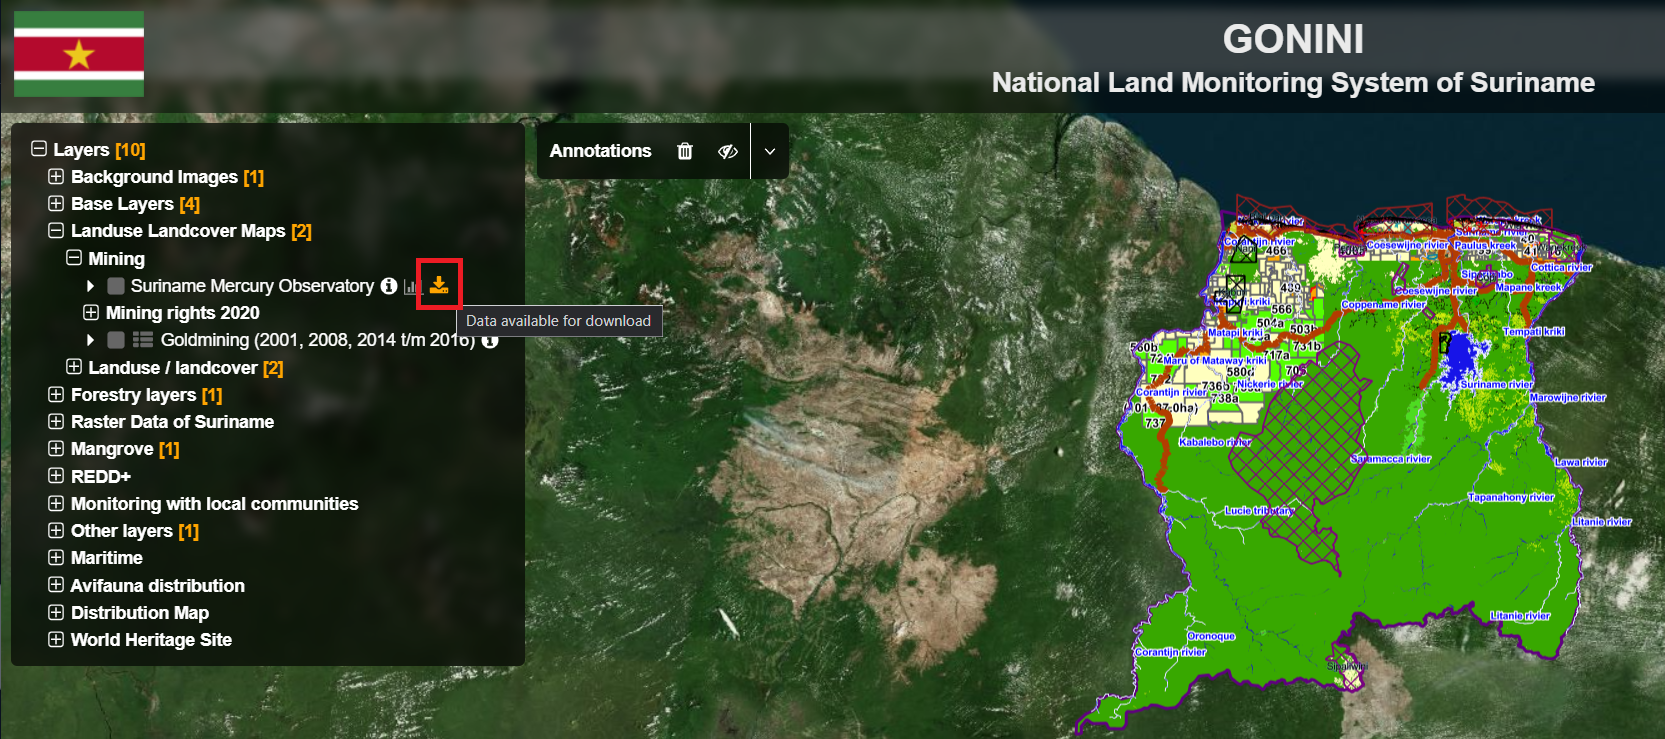 GONINI
National Land Monitoring System of Suriname
Layers [10]
Background Images [1]
Base Layers [4]
Landuse Landcover Maps [2]
Mining
Suriname Mercury Observatory
Data available for download
Mining rights 2020
Goldmining (2001, 2008, 2014 t/m 2016)
Landuse / landcover [2]
Forestry layers [1]
Raster Data of Suriname
Mangrove [1]
REDD+
Monitoring with local communities
Other layers [1]
Maritime
Avifauna distribution
Distribution Map
World Heritage Site
Annotations
Corantijn rivier
466
Coesewijne rivier
Paulus kreek
Cottica rivier
489
Coesewijne rivier
Mapane kreek
Kaputi kriki
566
Coppename rivier
504a
503b
Matapi kriki
Tempati kriki
731b
717a
Maru of Mataway kriki
580d
Nickerie rivier
Suriname rivier
Corantijn rivier
736b
738a
Marowijne rivier
737
Kabalebo rivier
Saramacca rivier
Lawa rivier
Tapanahony rivier
Lucie tributary
Litanie rivier
Litanie rivier
Oronoque
Corantijn rivier
Sipaliwini